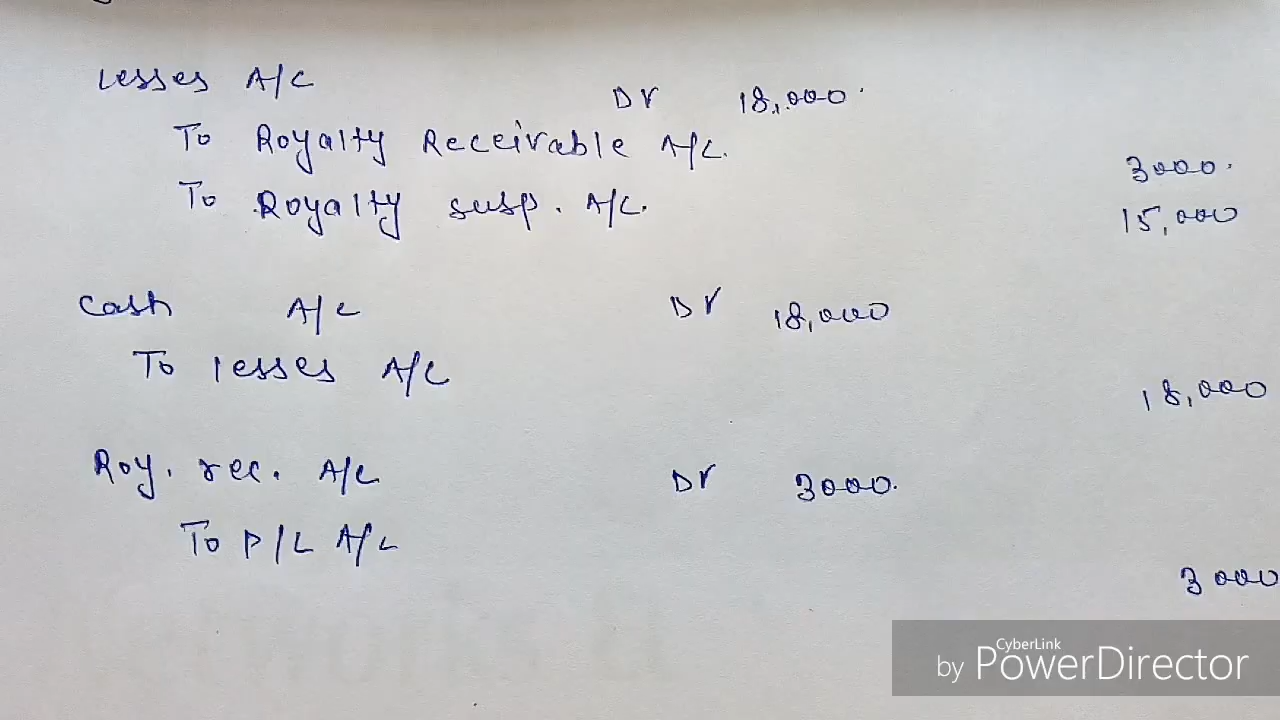 Lesses A/C Dr 18,000.
To Royalty Receivable A/C. 3000.
To Royalty susp. A/C. 15,000
Cash A/C Dr 18,000
To lesses A/C 18,000
Roy. rec. A/C Dr 3000.
To P/L A/C 3000
CyberLink
by PowerDirector